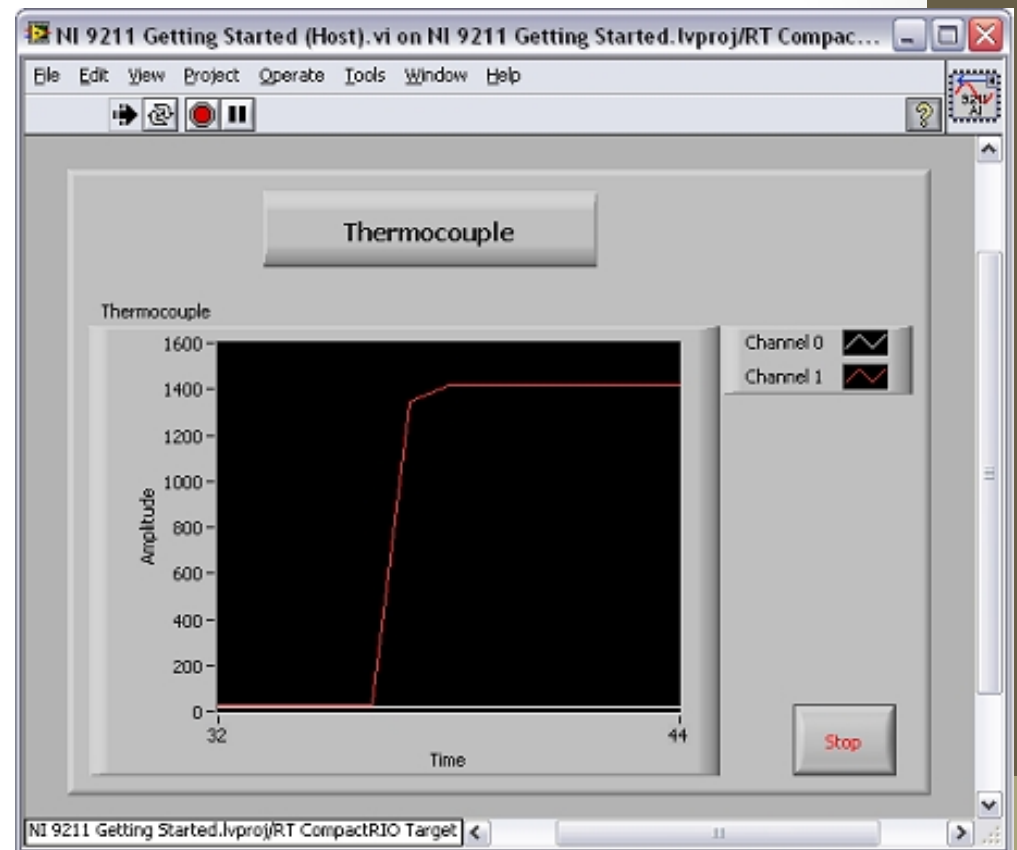 NI 9211 Getting Started (Host).vi on NI 9211 Getting Started.lvproj/RT Compac...
File Edit View Project Operate Tools Window Help
9211
AI
Thermocouple
Thermocouple
Channel 0
Channel 1
1600
1400
1200
1000
800
600
400
200
0
Amplitude
32
44
Time
Stop
NI 9211 Getting Started.lvproj/RT CompactRIO Target